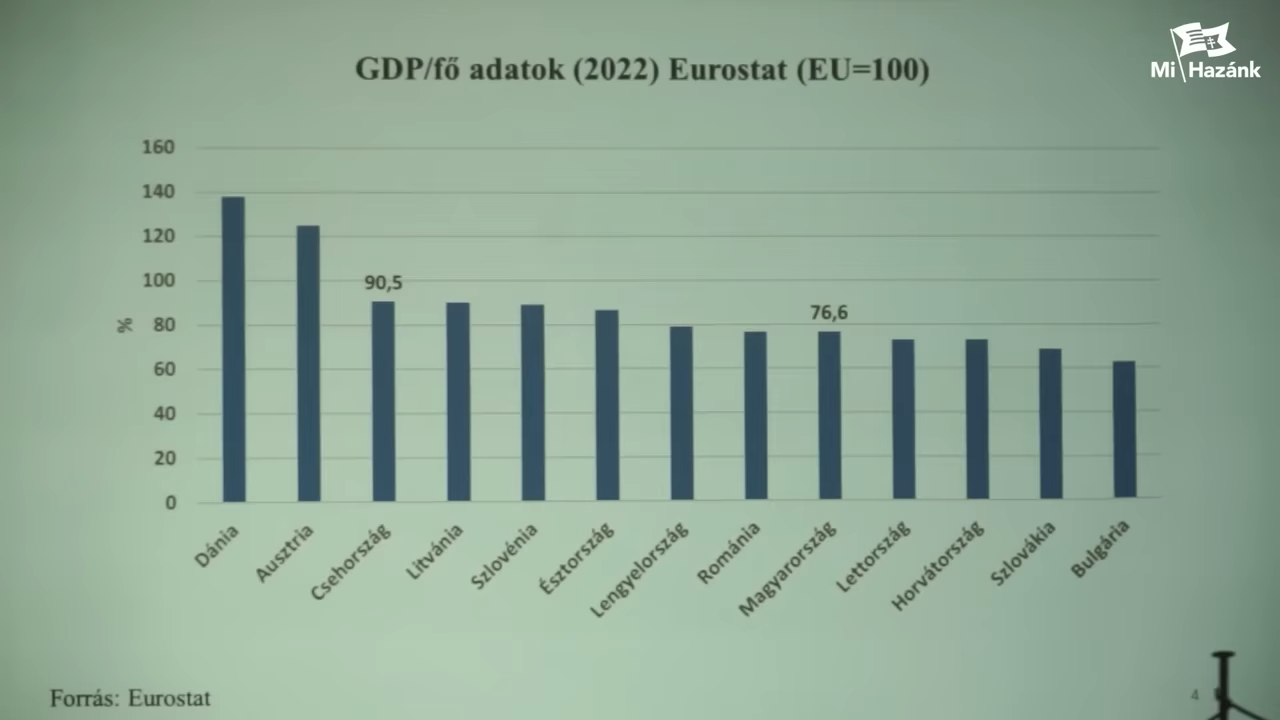 Mi Hazánk
GDP/fő adatok (2022) Eurostat (EU=100)
160
140
120
100
80
60
40
20
0
%
90,5
76,6
Dánia
Ausztria
Csehország
Litvánia
Szlovénia
Észtország
Lengyelország
Románia
Magyarország
Lettország
Horvátország
Szlovákia
Bulgária
Forrás: Eurostat
4